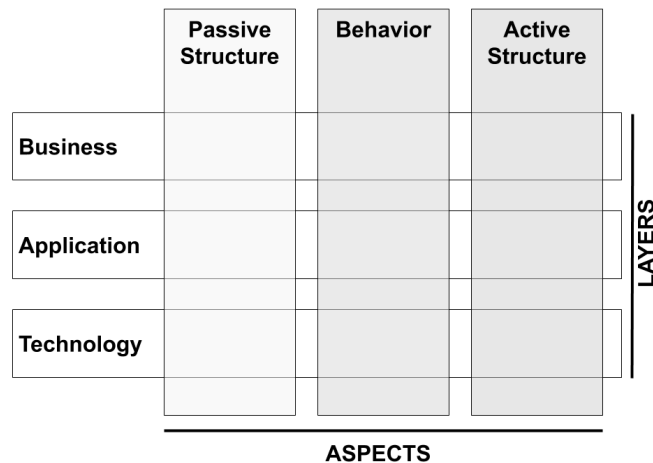 Passive
Structure
Behavior
Active
Structure
Business
Application
Technology
LAYERS
ASPECTS